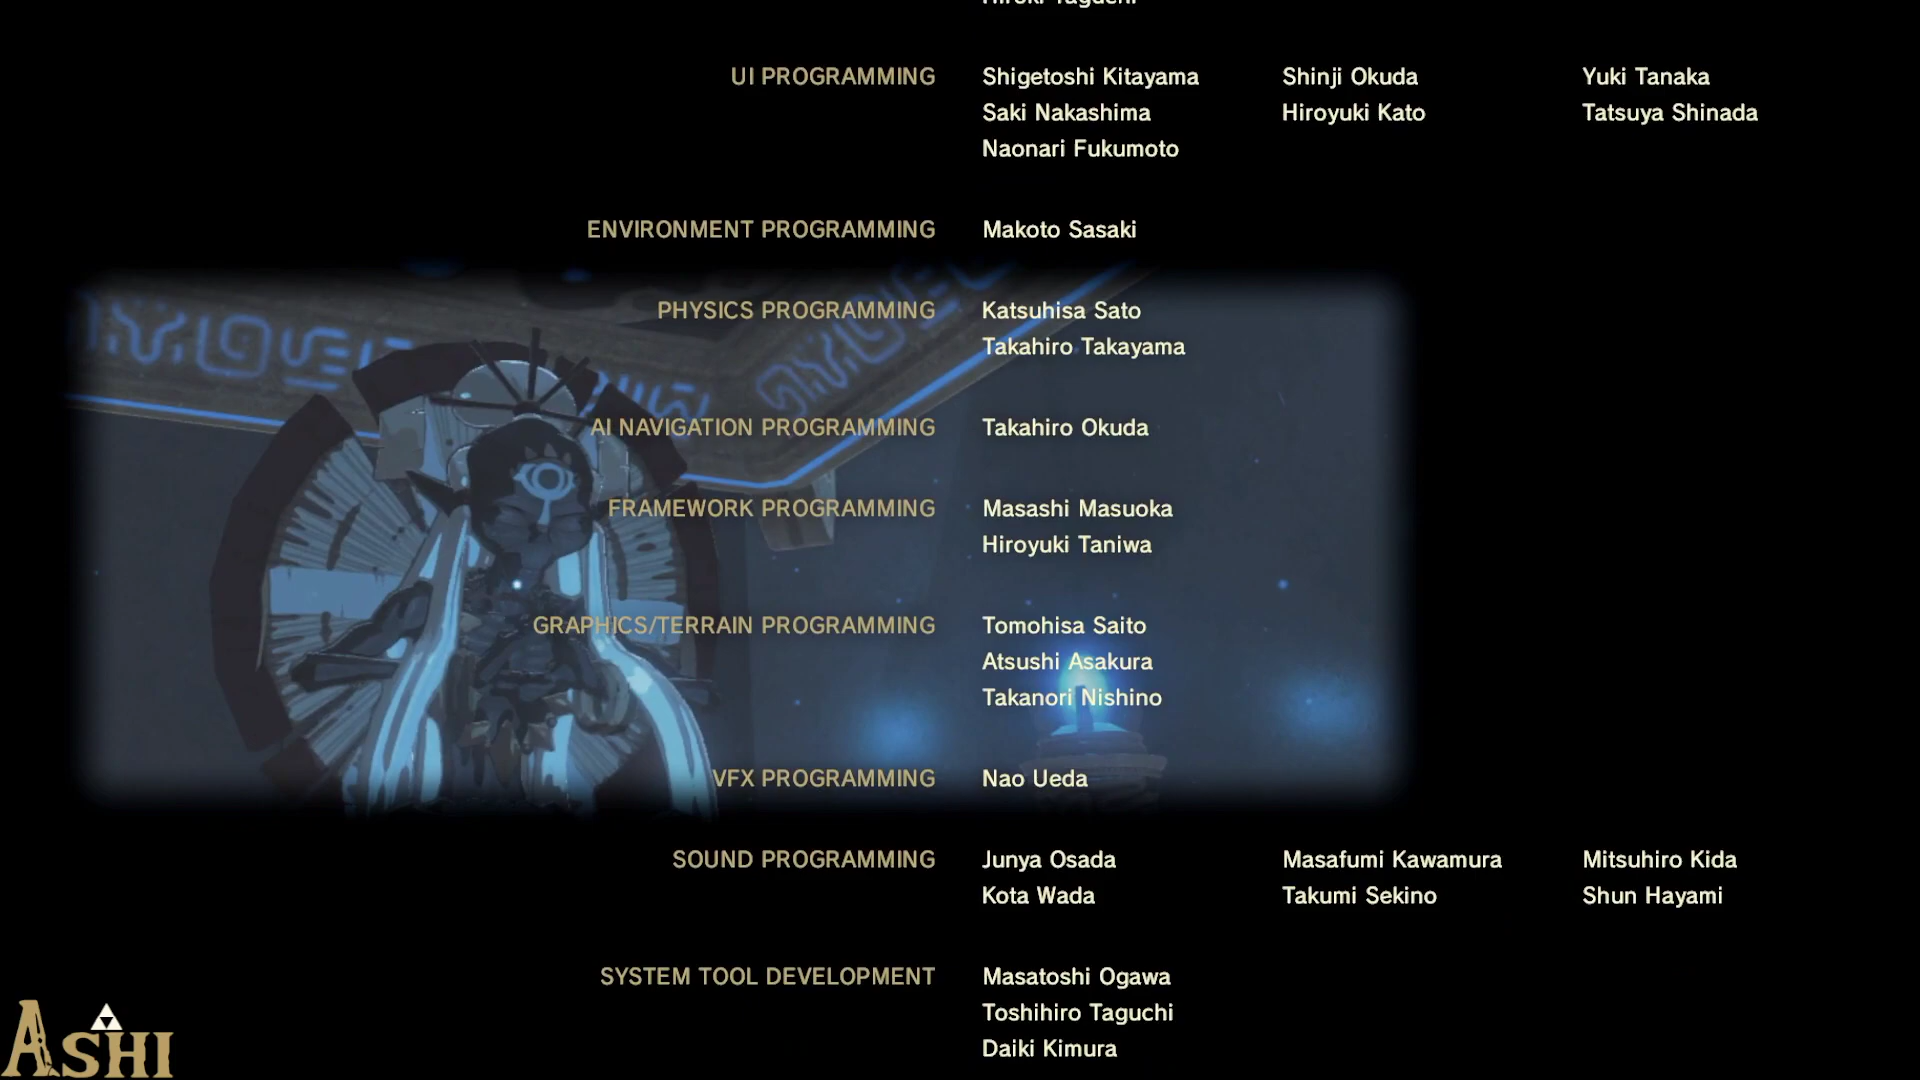 Hiroki Taguchi
UI PROGRAMMING Shigetoshi Kitayama Shinji Okuda Yuki Tanaka
Saki Nakashima Hiroyuki Kato Tatsuya Shinada
Naonari Fukumoto
ENVIRONMENT PROGRAMMING Makoto Sasaki
PHYSICS PROGRAMMING Katsuhisa Sato
Takahiro Takayama
AI NAVIGATION PROGRAMMING Takahiro Okuda
FRAMEWORK PROGRAMMING Masashi Masuoka
Hiroyuki Taniwa
GRAPHICS/TERRAIN PROGRAMMING Tomohisa Saito
Atsushi Asakura
Takanori Nishino
VFX PROGRAMMING Nao Ueda
SOUND PROGRAMMING Junya Osada Masafumi Kawamura Mitsuhiro Kida
Kota Wada Takumi Sekino Shun Hayami
SYSTEM TOOL DEVELOPMENT Masatoshi Ogawa
Toshihiro Taguchi
Daiki Kimura
ASHI